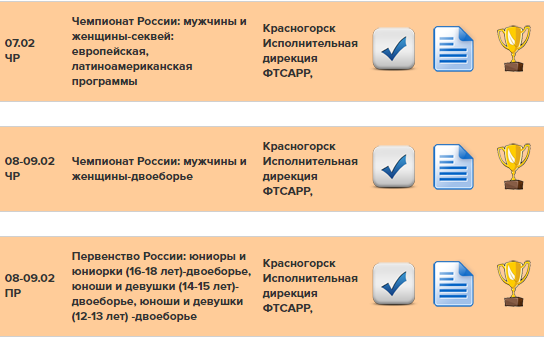 07.02
ЧР
Чемпионат России: мужчины и
женщины-секвей:
европейская,
латиноамериканская
программы
Красногорск
Исполнительная
дирекция
ФТСАРР,
08-09.02
ЧР
Чемпионат России: мужчины и
женщины-двоеборье
Красногорск
Исполнительная
дирекция
ФТСАРР,
08-09.02
ПР
Первенство России: юниоры и
юниорки (16-18 лет)-двоеборье,
юноши и девушки (14-15 лет)-
двоеборье, юноши и девушки
(12-13 лет) -двоеборье
Красногорск
Исполнительная
дирекция
ФТСАРР,